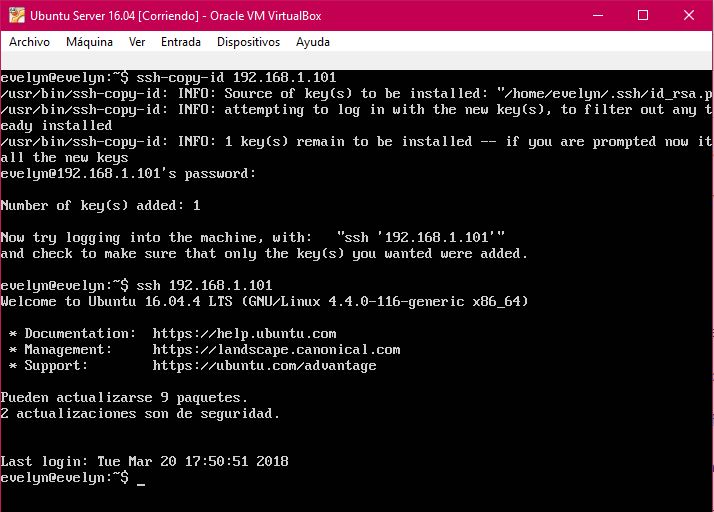 Ubuntu Server 16.04 [Corriendo] - Oracle VM VirtualBox
Archivo Máquina Ver Entrada Dispositivos Ayuda
evelyn@evelyn:~$ ssh-copy-id 192.168.1.101
/usr/bin/ssh-copy-id: INFO: Source of key(s) to be installed: "/home/evelyn/.ssh/id_rsa.p
/usr/bin/ssh-copy-id: INFO: attempting to log in with the new key(s), to filter out any t
eady installed
/usr/bin/ssh-copy-id: INFO: 1 key(s) remain to be installed -- if you are prompted now it
all the new keys
evelyn@192.168.1.101's password:
Number of key(s) added: 1
Now try logging into the machine, with:   "ssh '192.168.1.101'"
and check to make sure that only the key(s) you wanted were added.
evelyn@evelyn:~$ ssh 192.168.1.101
Welcome to Ubuntu 16.04.4 LTS (GNU/Linux 4.4.0-116-generic x86_64)
* Documentation:  https://help.ubuntu.com
* Management:     https://landscape.canonical.com
* Support:        https://ubuntu.com/advantage
Pueden actualizarse 9 paquetes.
2 actualizaciones son de seguridad.
Last login: Tue Mar 20 17:50:51 2018
evelyn@evelyn:~$ _